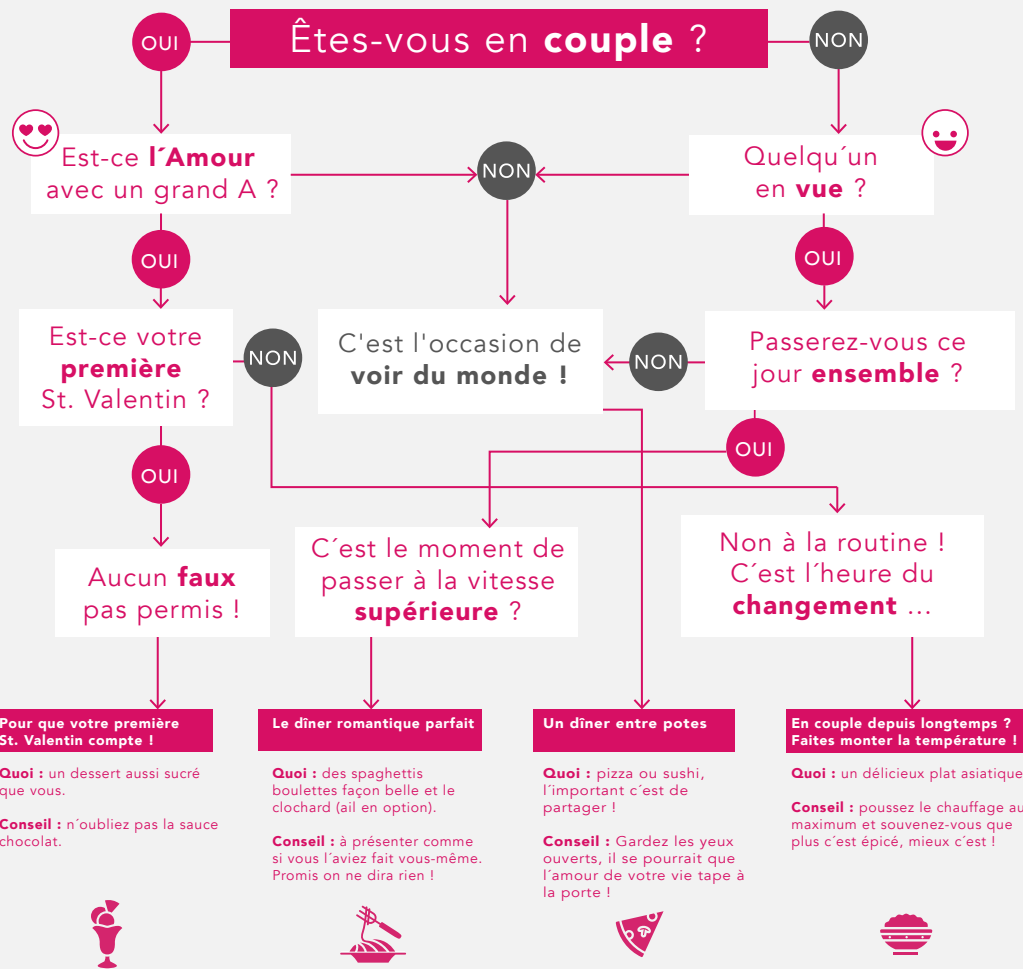 Êtes-vous en couple ?
OUI
NON
Est-ce l´Amour
avec un grand A ?
NON
Quelqu´un
en vue ?
OUI
OUI
Est-ce votre
première
St. Valentin ?
NON
C'est l'occasion de
voir du monde !
NON
Passerez-vous ce
jour ensemble ?
OUI
OUI
Aucun faux
pas permis !
C´est le moment de
passer à la vitesse
supérieure ?
Non à la routine !
C´est l´heure du
changement ...
Pour que votre première
St. Valentin compte !
Quoi : un dessert aussi sucré
que vous.
Conseil : n´oubliez pas la sauce
chocolat.
Le dîner romantique parfait
Quoi : des spaghettis
boulettes façon belle et le
clochard (ail en option).
Conseil : à présenter comme
si vous l´aviez fait vous-même.
Promis on ne dira rien !
Un dîner entre potes
Quoi : pizza ou sushi,
l´important c´est de
partager !
Conseil : Gardez les yeux
ouverts, il se pourrait que
l´amour de votre vie tape à
la porte !
En couple depuis longtemps ?
Faites monter la température !
Quoi : un délicieux plat asiatique
Conseil : poussez le chauffage au
maximum et souvenez-vous que
plus c´est épicé, mieux c´est !